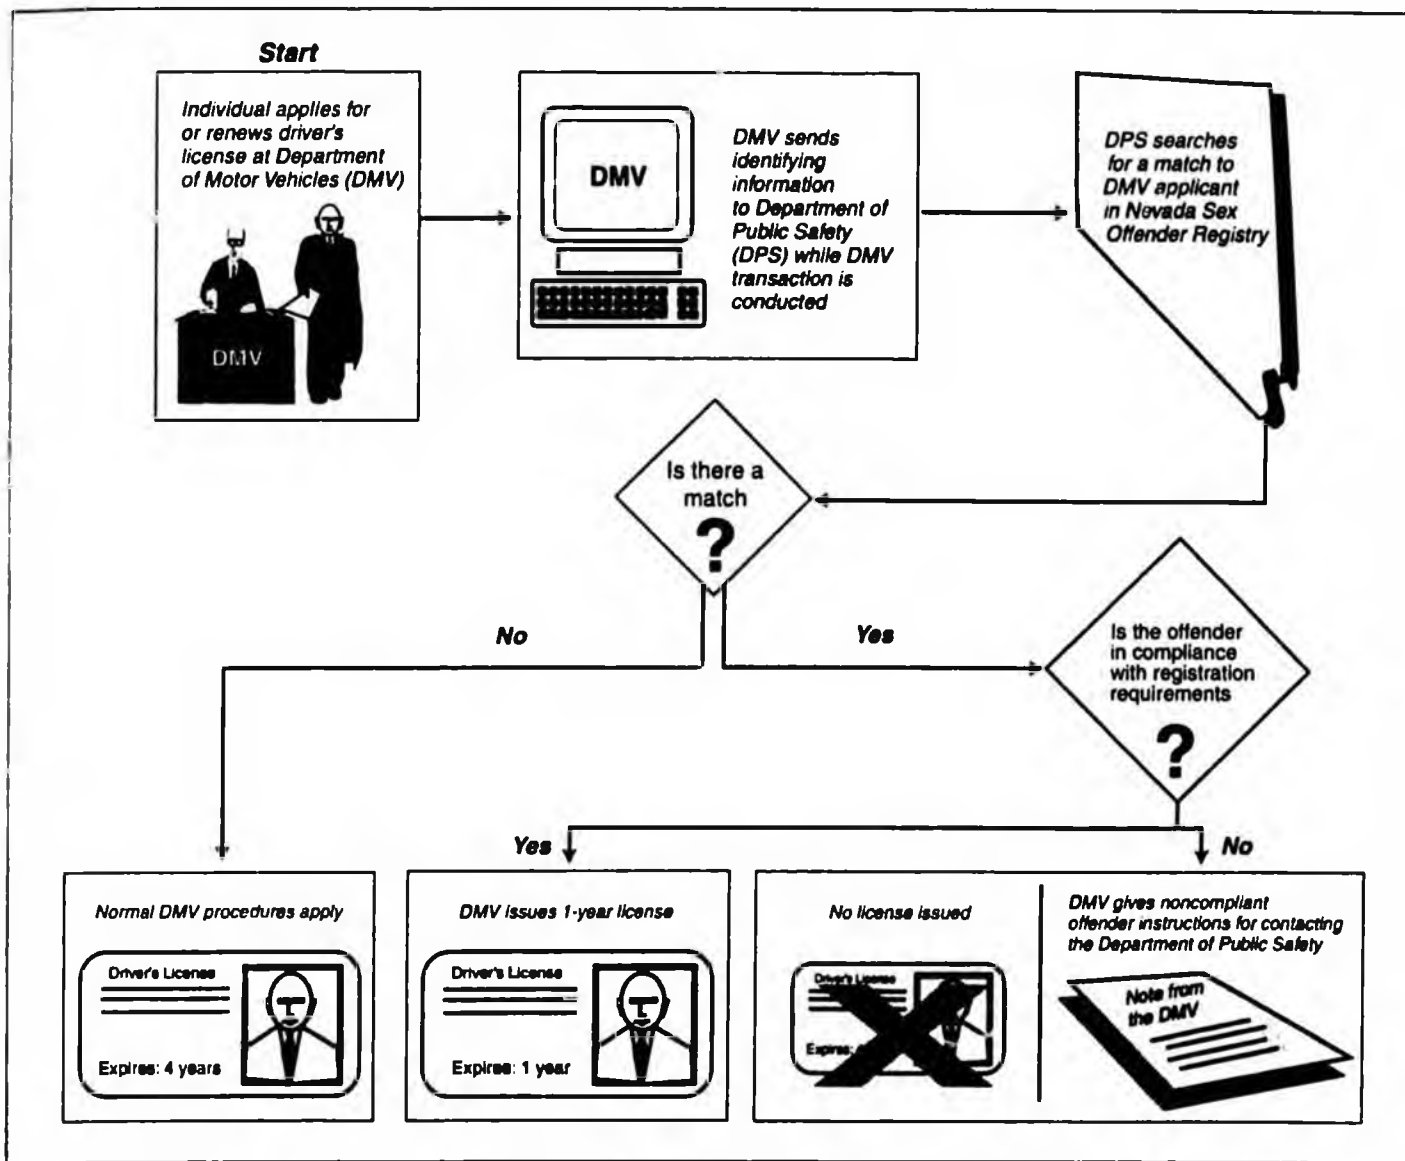 Start
Individual applies for
or renews driver's
license at Department
of Motor Vehicles (DMV)
DMV
DMV
DMV sends
identifying
information
to Department of
Public Safety
(DPS) while DMV
transaction is
conducted
DPS searches
for a match to
DMV applicant
in Nevada Sex
Offender Registry
Is there a
match
?
No
Yes
Is the offender
in compliance
with registration
requirements
?
Yes
No
Normal DMV procedures apply
Driver's License
Expires: 4 years
DMV issues 1-year license
Driver's License
Expires: 1 year
No license issued
Driver's License
Expires:
DMV gives noncompliant
offender instructions for contacting
the Department of Public Safety
Note from
the DMV